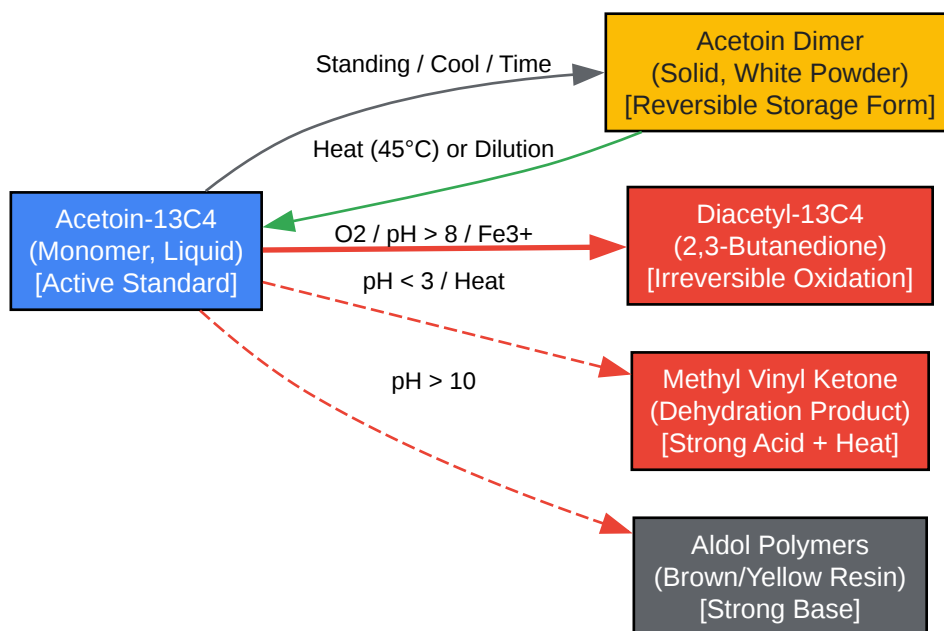 Acetoin Dimer
(Solid, White Powder)
[Reversible Storage Form]
Standing / Cool / Time
Heat (45°C) or Dilution
Acetoin-13C4
(Monomer, Liquid)
[Active Standard]
O2 / pH > 8 / Fe3+
Diacetyl-13C4
(2,3-Butanedione)
[Irreversible Oxidation]
pH < 3 / Heat
Methyl Vinyl Ketone
(Dehydration Product)
[Strong Acid + Heat]
pH > 10
Aldol Polymers
(Brown/Yellow Resin)
[Strong Base]